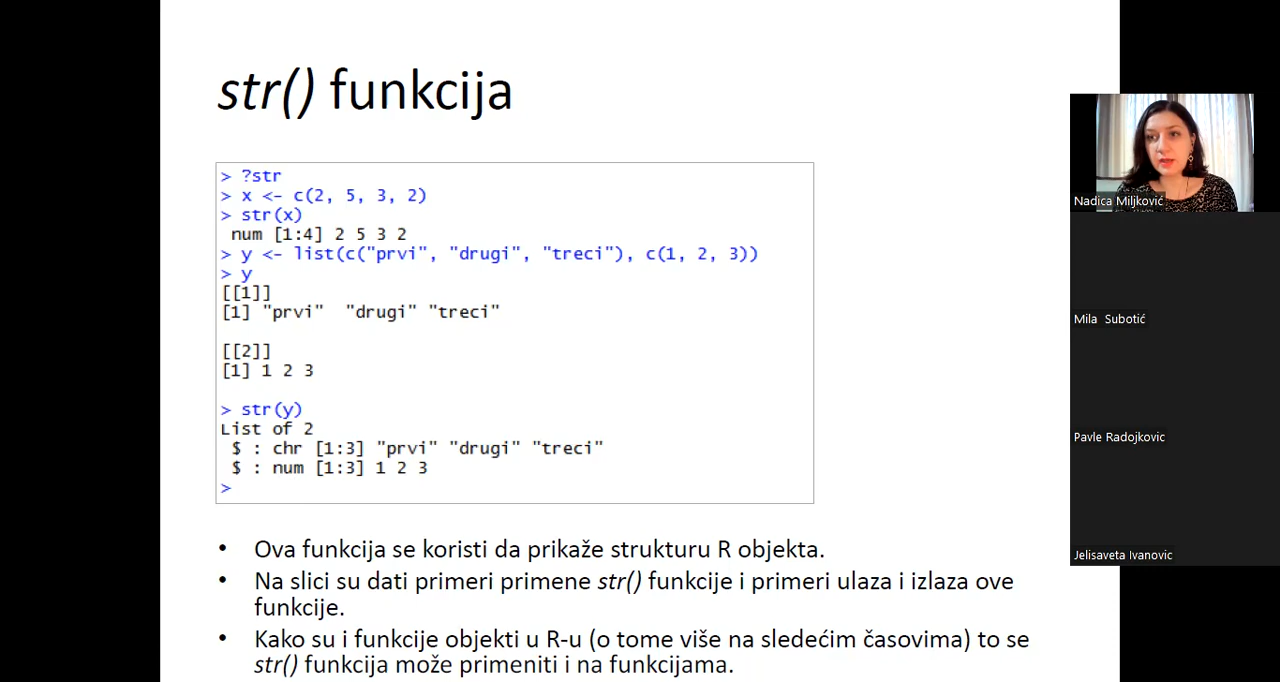 str() funkcija
> ?str
> x <- c(2, 5, 3, 2)
> str(x)
 num [1:4] 2 5 3 2
> y <- list(c("prvi", "drugi", "treci"), c(1, 2, 3))
> y
[[1]]
[1] "prvi"  "drugi" "treci"
[[2]]
[1] 1 2 3
> str(y)
List of 2
 $ : chr [1:3] "prvi" "drugi" "treci"
 $ : num [1:3] 1 2 3
>
• Ova funkcija se koristi da prikaže strukturu R objekta.
• Na slici su dati primeri primene str() funkcije i primeri ulaza i izlaza ove
funkcije.
• Kako su i funkcije objekti u R-u (o tome više na sledećim časovima) to se
str() funkcija može primeniti i na funkcijama.
Nadica Miljković
Mila Subotić
Pavle Radojkovic
Jelisaveta Ivanovic